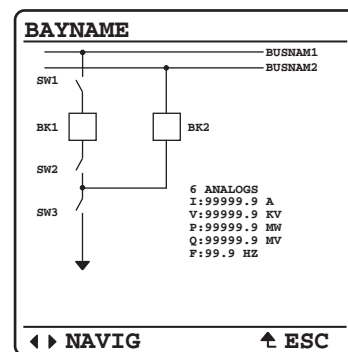 BAYNAME
BUSNAM1
BUSNAM2
SW1
BK1
BK2
SW2
SW3
6 ANALOGS
I:99999.9 A
V:99999.9 KV
P:99999.9 MW
Q:99999.9 MV
F:99.9 HZ
NAVIG ESC